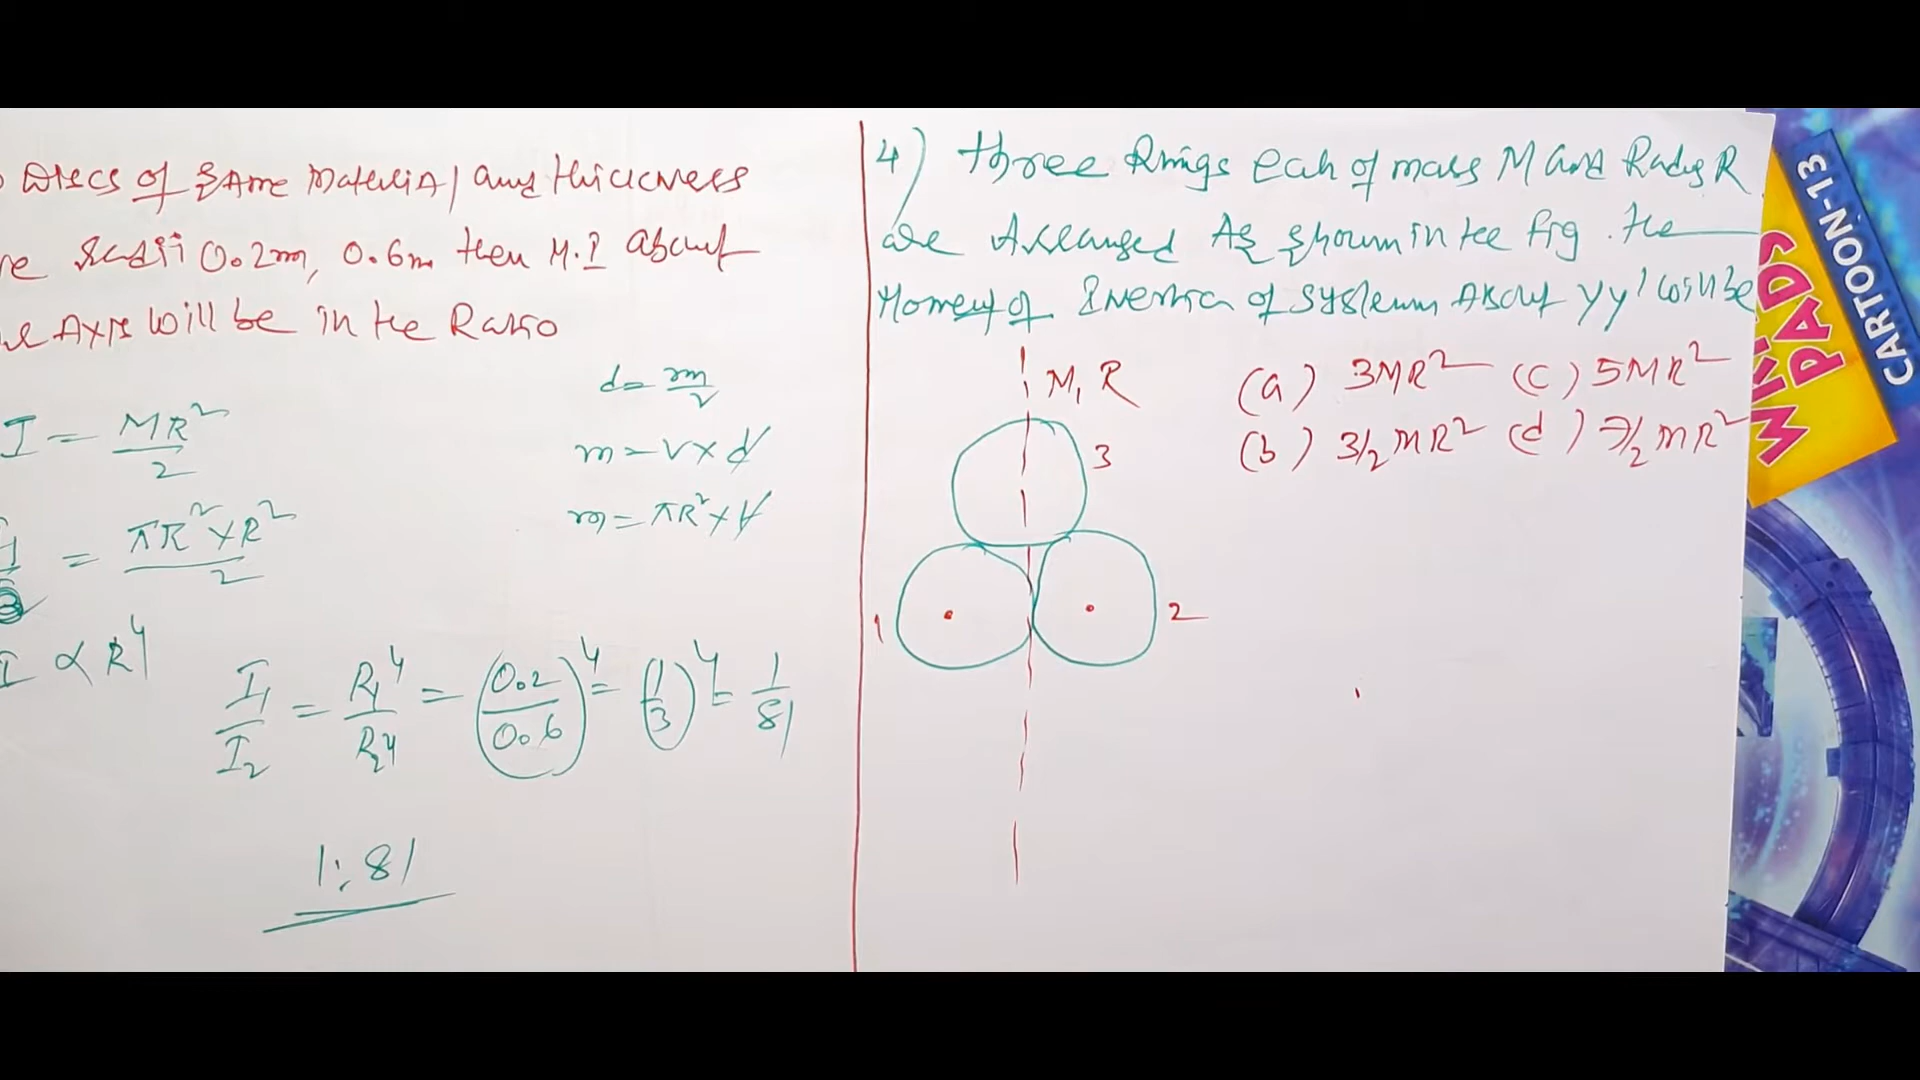 Discs of same material and thickness
radii 0.2m, 0.6m then M.I about
Axis will be in the Ratio
I = MR²/2
= πR² × R²/2
I ∝ R⁴
d = m/v
m = v × d
m = πR² × t
I₁/I₂ = R₁⁴/R₂⁴ = (0.2/0.6)⁴ = (1/3)⁴ = 1/81
1:81
4) three Rings each of mass M and Radius R
are Arranged As shown in the fig. the
Moment of Inertia of system About YY' will be
(a) 3MR² (c) 5MR²
(b) 3/2 MR² (d) 7/2 MR²
M, R
3
1
2
PADS
CARTOON-13